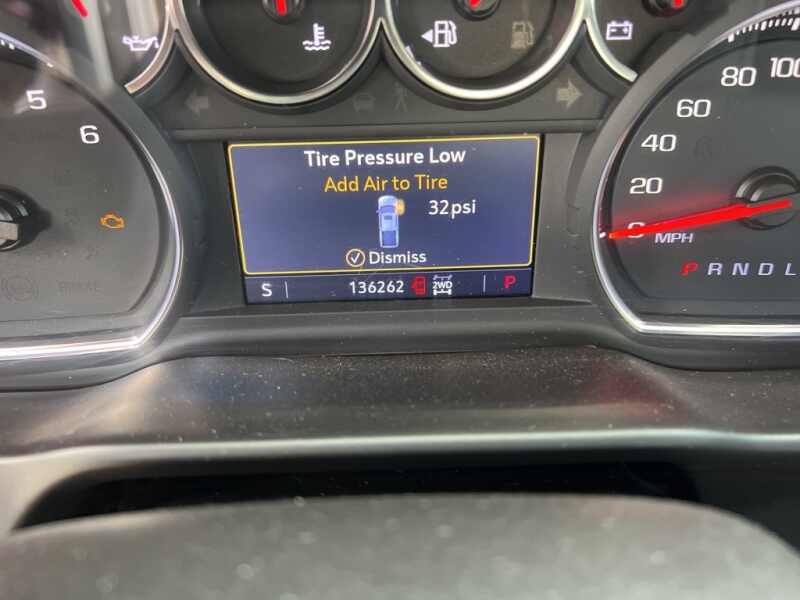 5
6
80
100
60
40
20
0
MPH
P R N D L
Tire Pressure Low
Add Air to Tire
32psi
Dismiss
S
136262
2WD
P